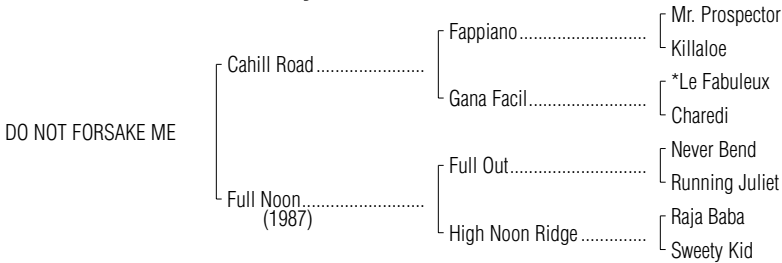 Mr. Prospector
Fappiano..........................
Killaloe
Cahill Road......................
*Le Fabuleux
Gana Facil........................
Charedi
DO NOT FORSAKE ME
Never Bend
Full Out............................
Running Juliet
Full Noon.........................
(1987)
Raja Baba
High Noon Ridge ..............
Sweety Kid